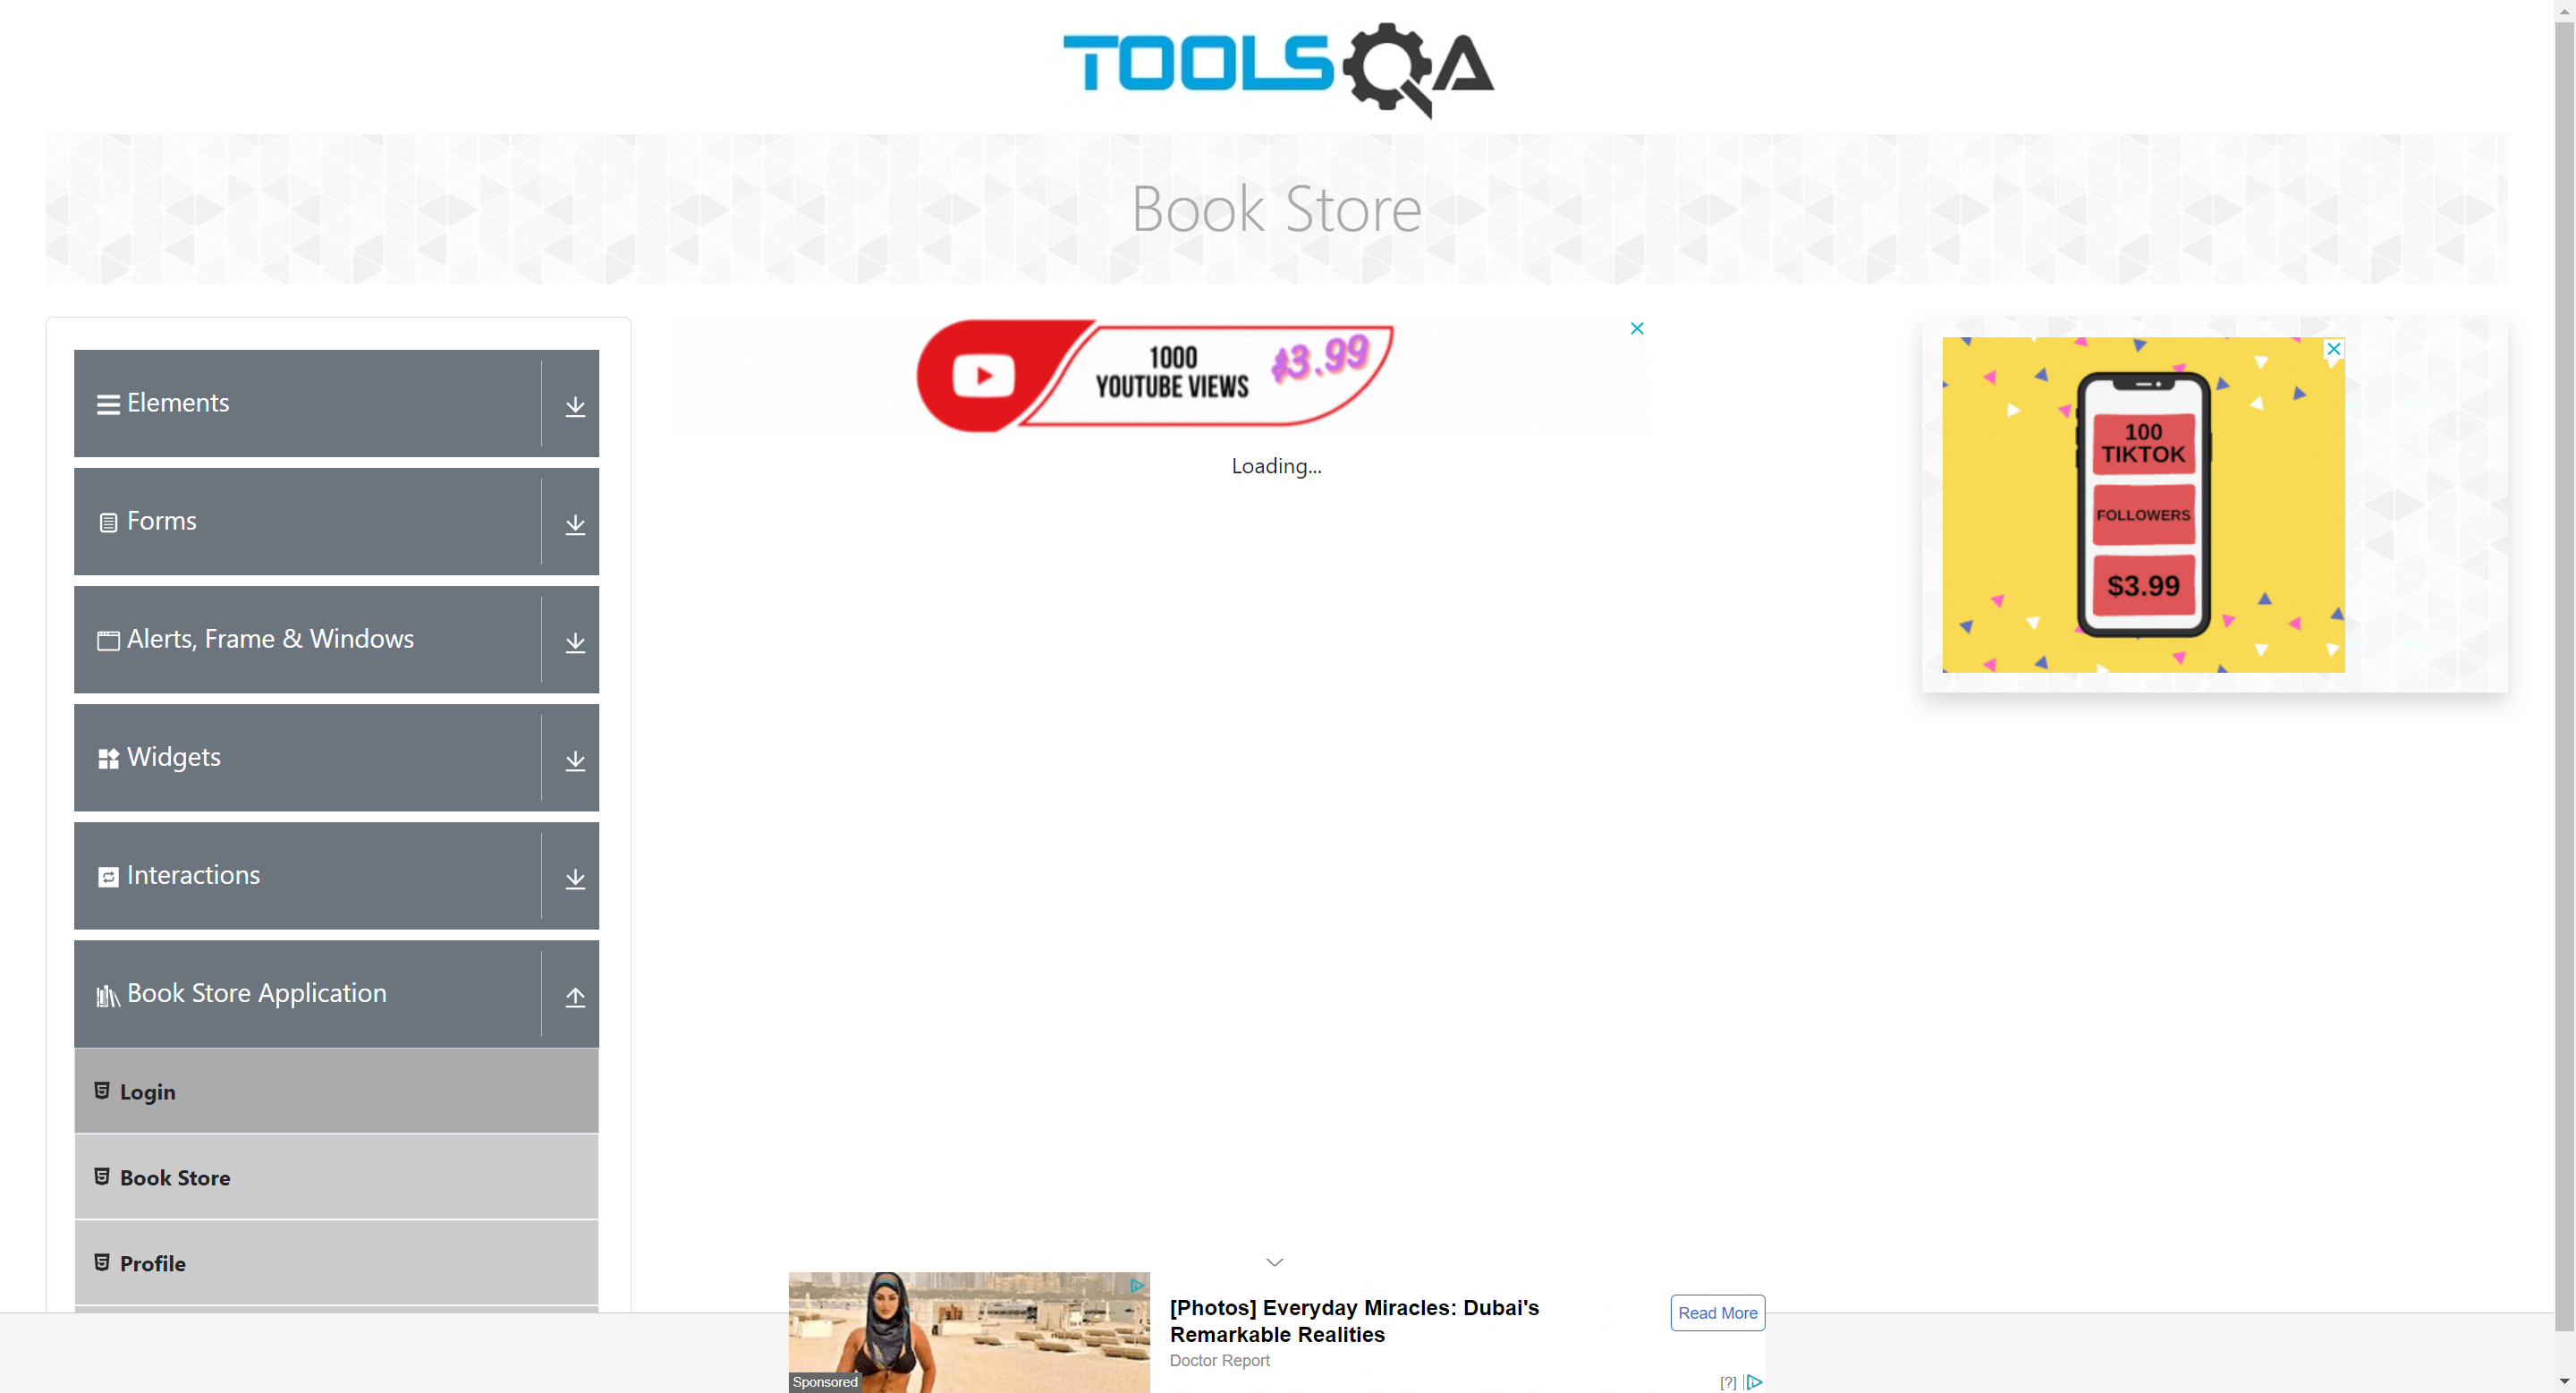 TOOLSQA
Book Store
Elements
Forms
Alerts, Frame & Windows
Widgets
Interactions
Book Store Application
Login
Book Store
Profile
1000
YOUTUBE VIEWS
$3.99
Loading...
100
TIKTOK
FOLLOWERS
$3.99
[Photos] Everyday Miracles: Dubai's
Remarkable Realities
Doctor Report
Read More
Sponsored
[?]